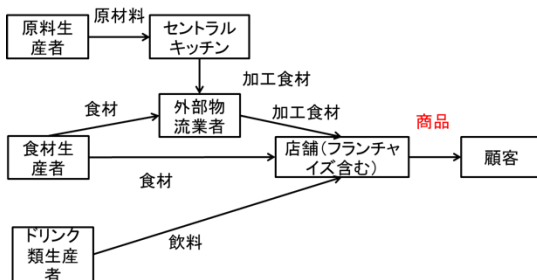 原料生
産者
原材料
セントラル
キッチン
加工食材
食材
外部物
流業者
加工食材
食材生
産者
食材
店舗(フランチャ
イズ含む)
商品
顧客
ドリンク
類生産
者
飲料